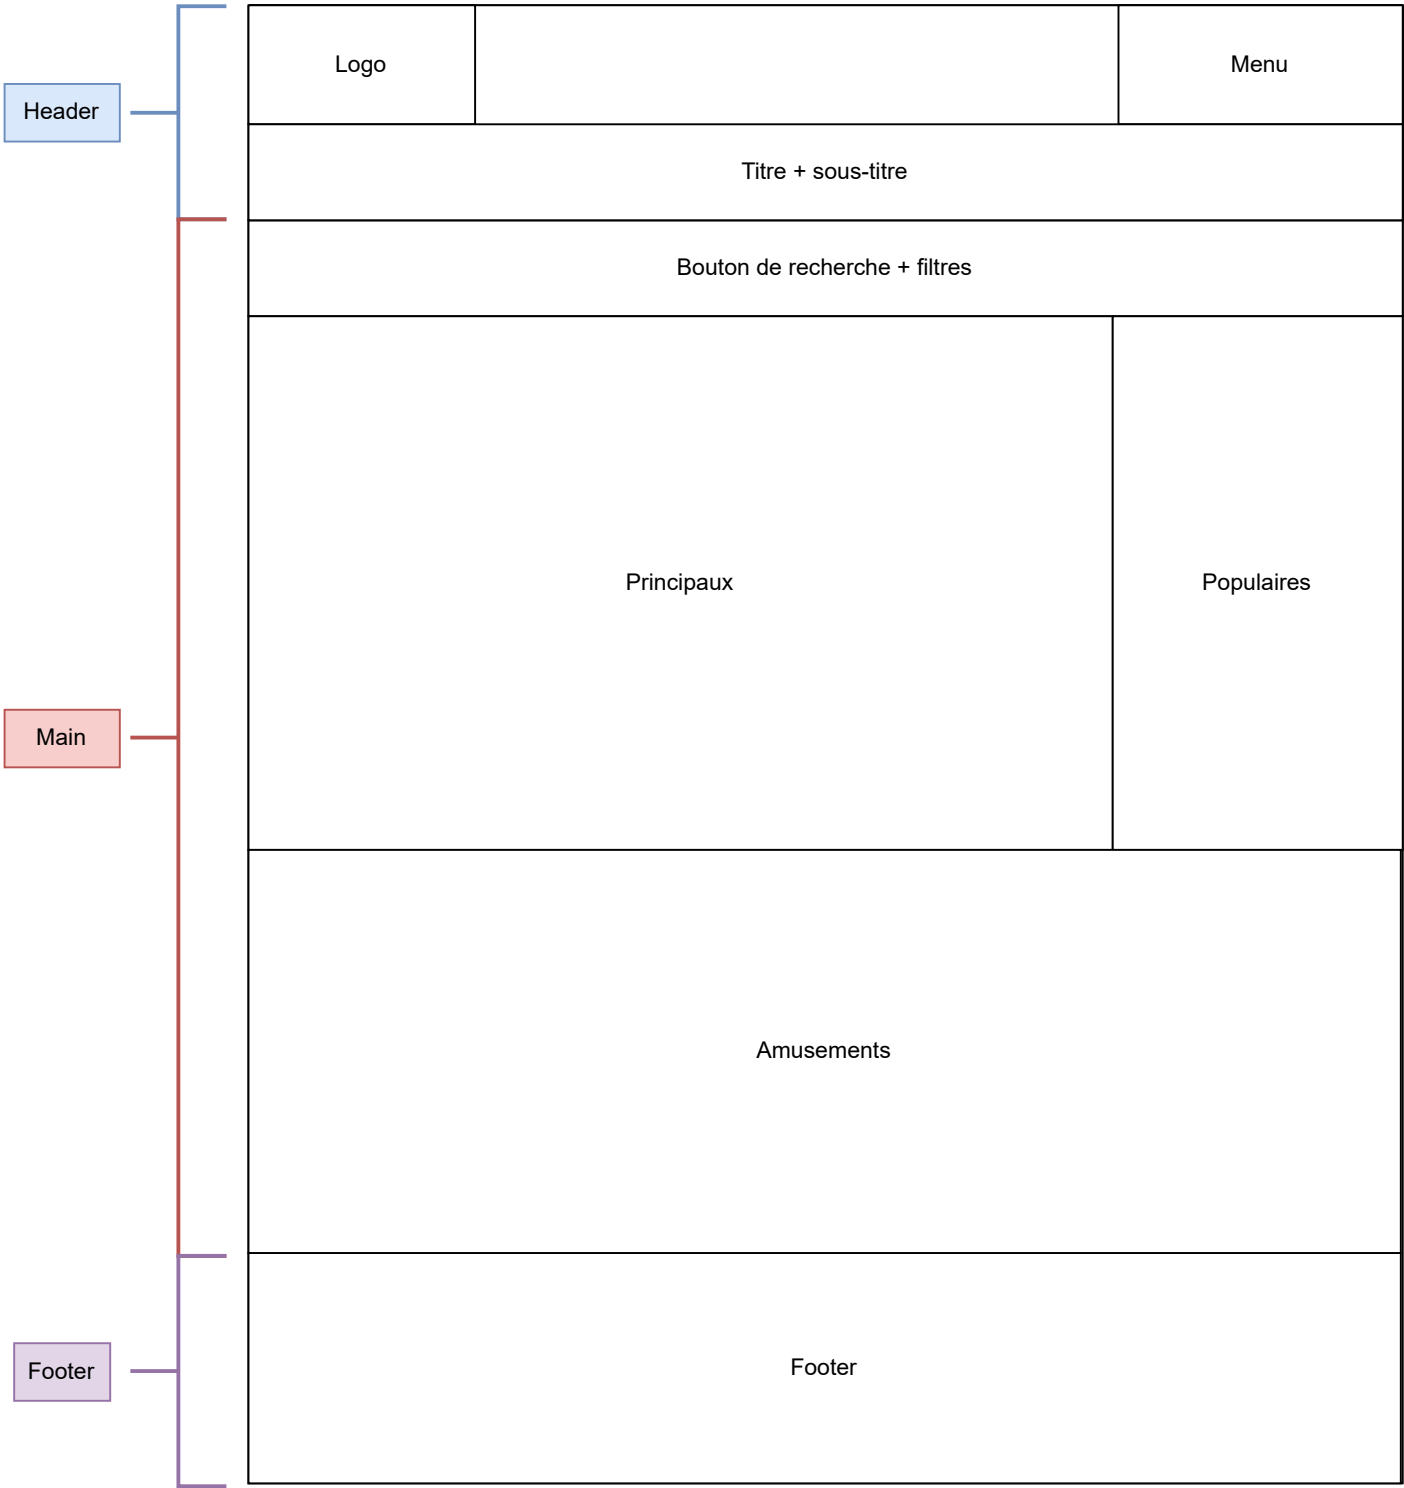 Logo
Menu
Header
Titre + sous-titre
Bouton de recherche + filtres
Principaux
Populaires
Main
Amusements
Footer
Footer